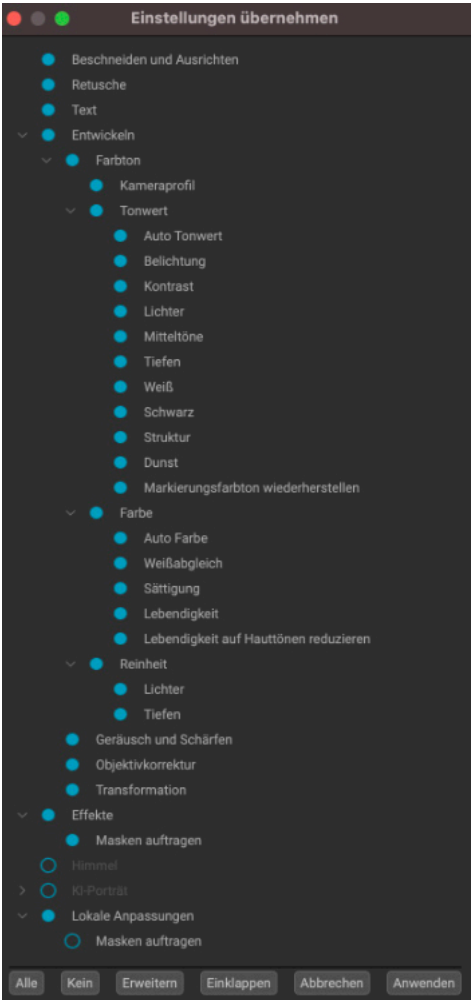 Einstellungen übernehmen
Beschneiden und Ausrichten
Retusche
Text
Entwickeln
Farbton
Kameraprofil
Tonwert
Auto Tonwert
Belichtung
Kontrast
Lichter
Mitteltöne
Tiefen
Weiß
Schwarz
Struktur
Dunst
Markierungsfarbton wiederherstellen
Farbe
Auto Farbe
Weißabgleich
Sättigung
Lebendigkeit
Lebendigkeit auf Hauttönen reduzieren
Reinheit
Lichter
Tiefen
Geräusch und Schärfen
Objektivkorrektur
Transformation
Effekte
Masken auftragen
Himmel
KI-Porträt
Lokale Anpassungen
Masken auftragen
Alle Kein Erweitern Einklappen Abbrechen Anwenden